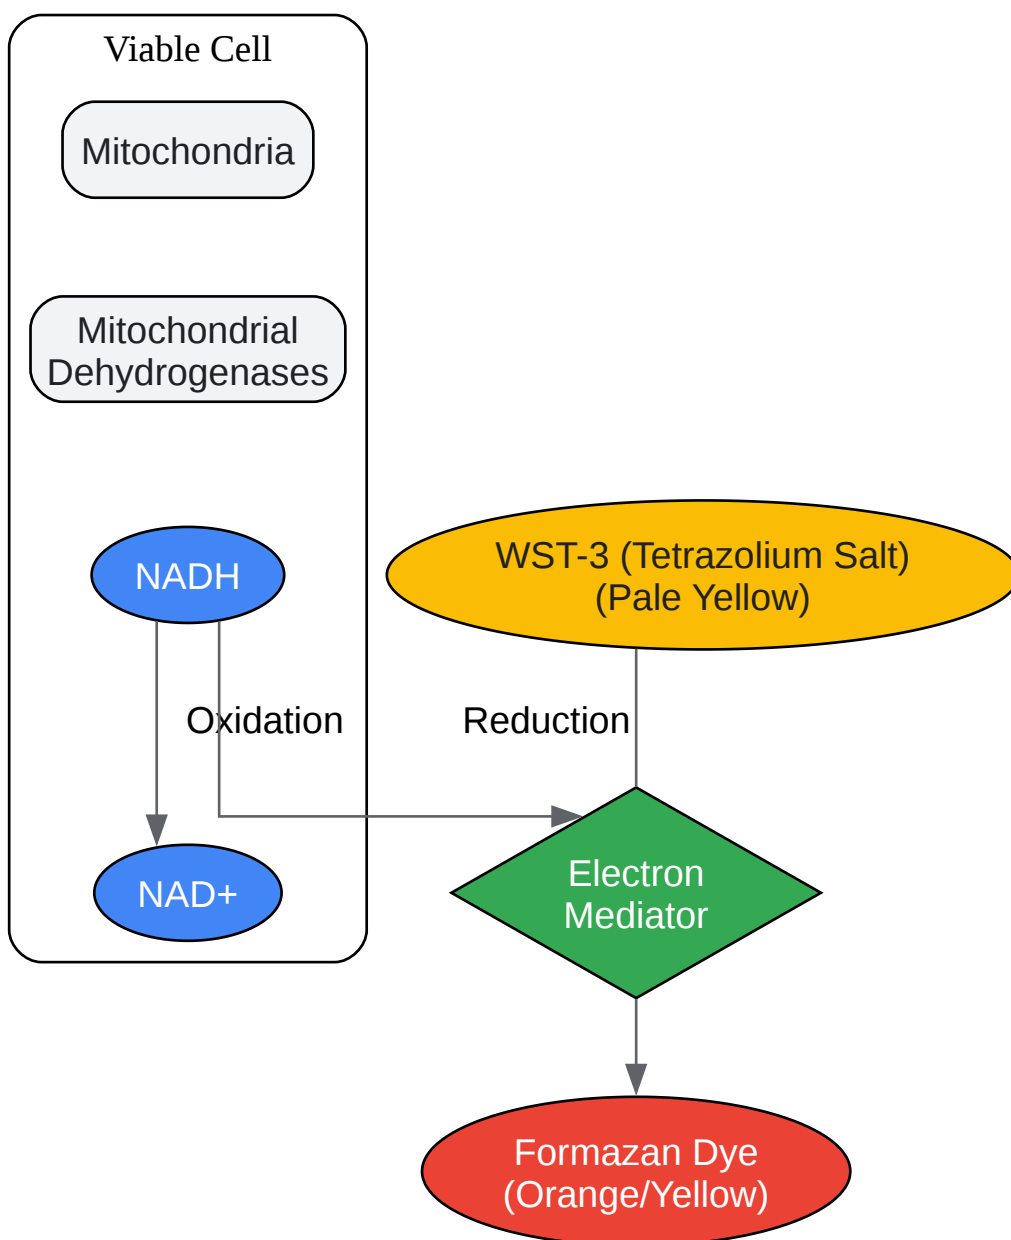 Viable Cell
Mitochondria
Mitochondrial
Dehydrogenases
NADH
WST-3 (Tetrazolium Salt)
(Pale Yellow)
Oxidation
Reduction
NAD+
Electron
Mediator
Formazan Dye
(Orange/Yellow)